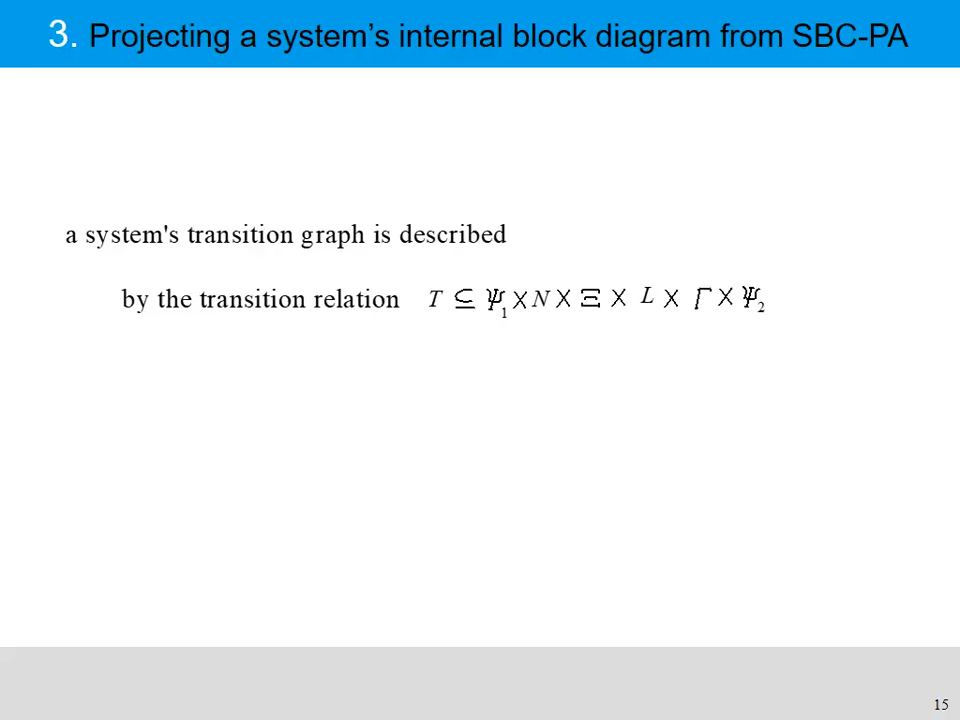 3. Projecting a system’s internal block diagram from SBC-PA
a system's transition graph is described
by the transition relation T ⊆ Ψ₁ × N × Ξ × L × Γ × Ψ₂
15